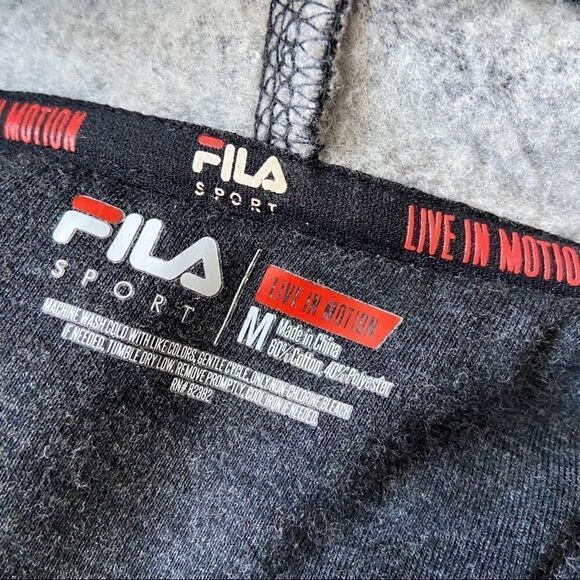 N MOTION
FILA
SPORT
LIVE IN MOTION
FILA
SPORT
LIVE IN MOTION
M
Made in China
60% Cotton, 40% Polyester
MACHINE WASH COLD, WITH LIKE COLORS, GENTLE CYCLE, ONLY NON CHLORINE BLEACH
IF NEEDED, TUMBLE DRY LOW. REMOVE PROMPTLY, COOL IRON IF NEEDED.
RN# 82382